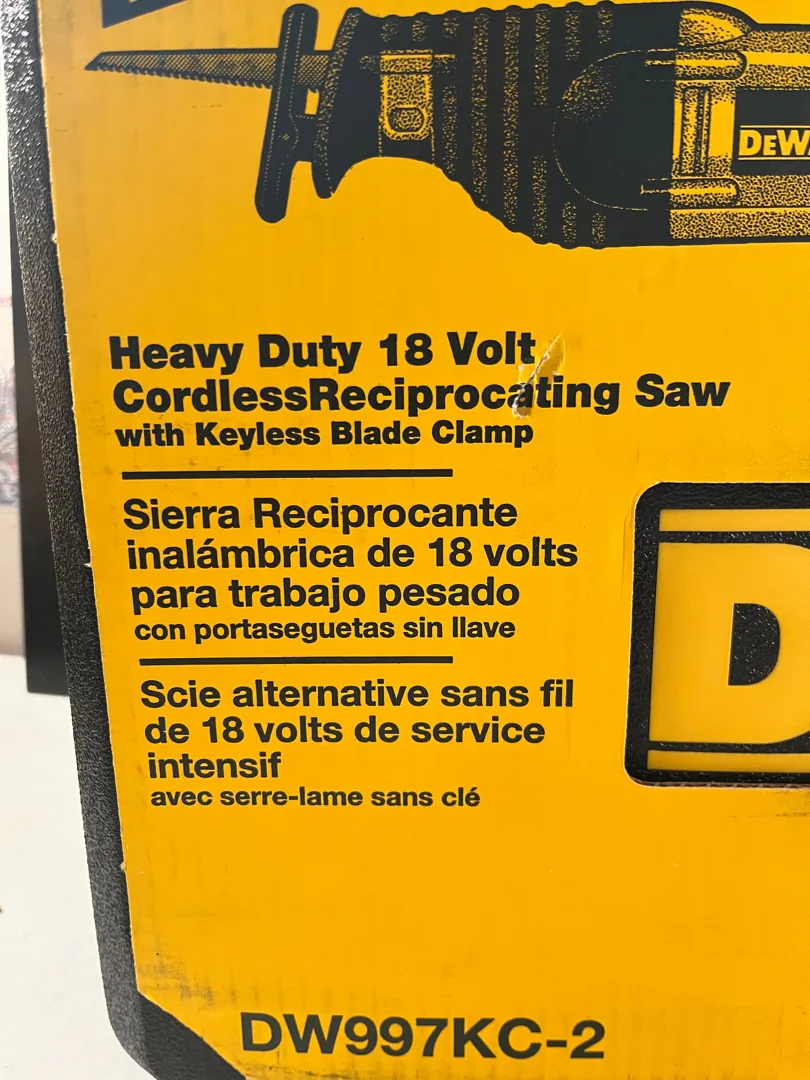 DEWA
Heavy Duty 18 Volt
CordlessReciprocating Saw
with Keyless Blade Clamp
Sierra Reciprocante
inalámbrica de 18 volts
para trabajo pesado
con portaseguetas sin llave
D
Scie alternative sans fil
de 18 volts de service
intensif
avec serre-lame sans clé
DW997KC-2